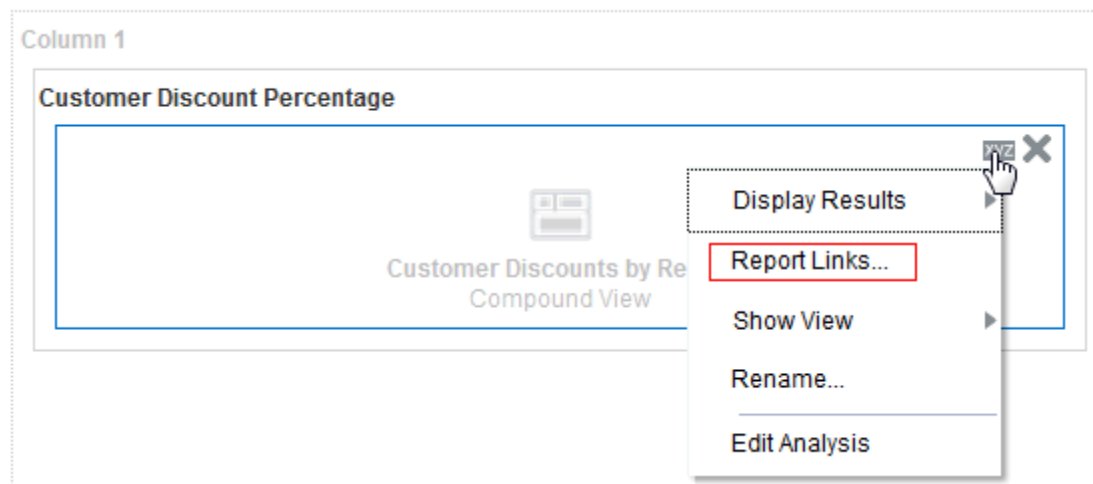 Column 1
Customer Discount Percentage
XYZ
Display Results
Customer Discounts by Re
Compound View
Report Links...
Show View
Rename...
Edit Analysis